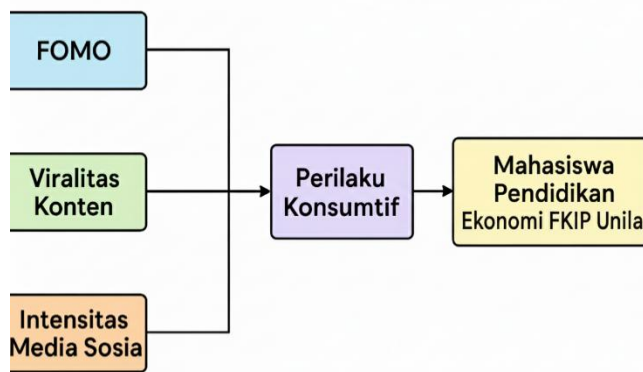 FOMO
Viralitas
Konten
Intensitas
Media Sosia
Perilaku
Konsumtif
Mahasiswa
Pendidikan
Ekonomi FKIP Unila